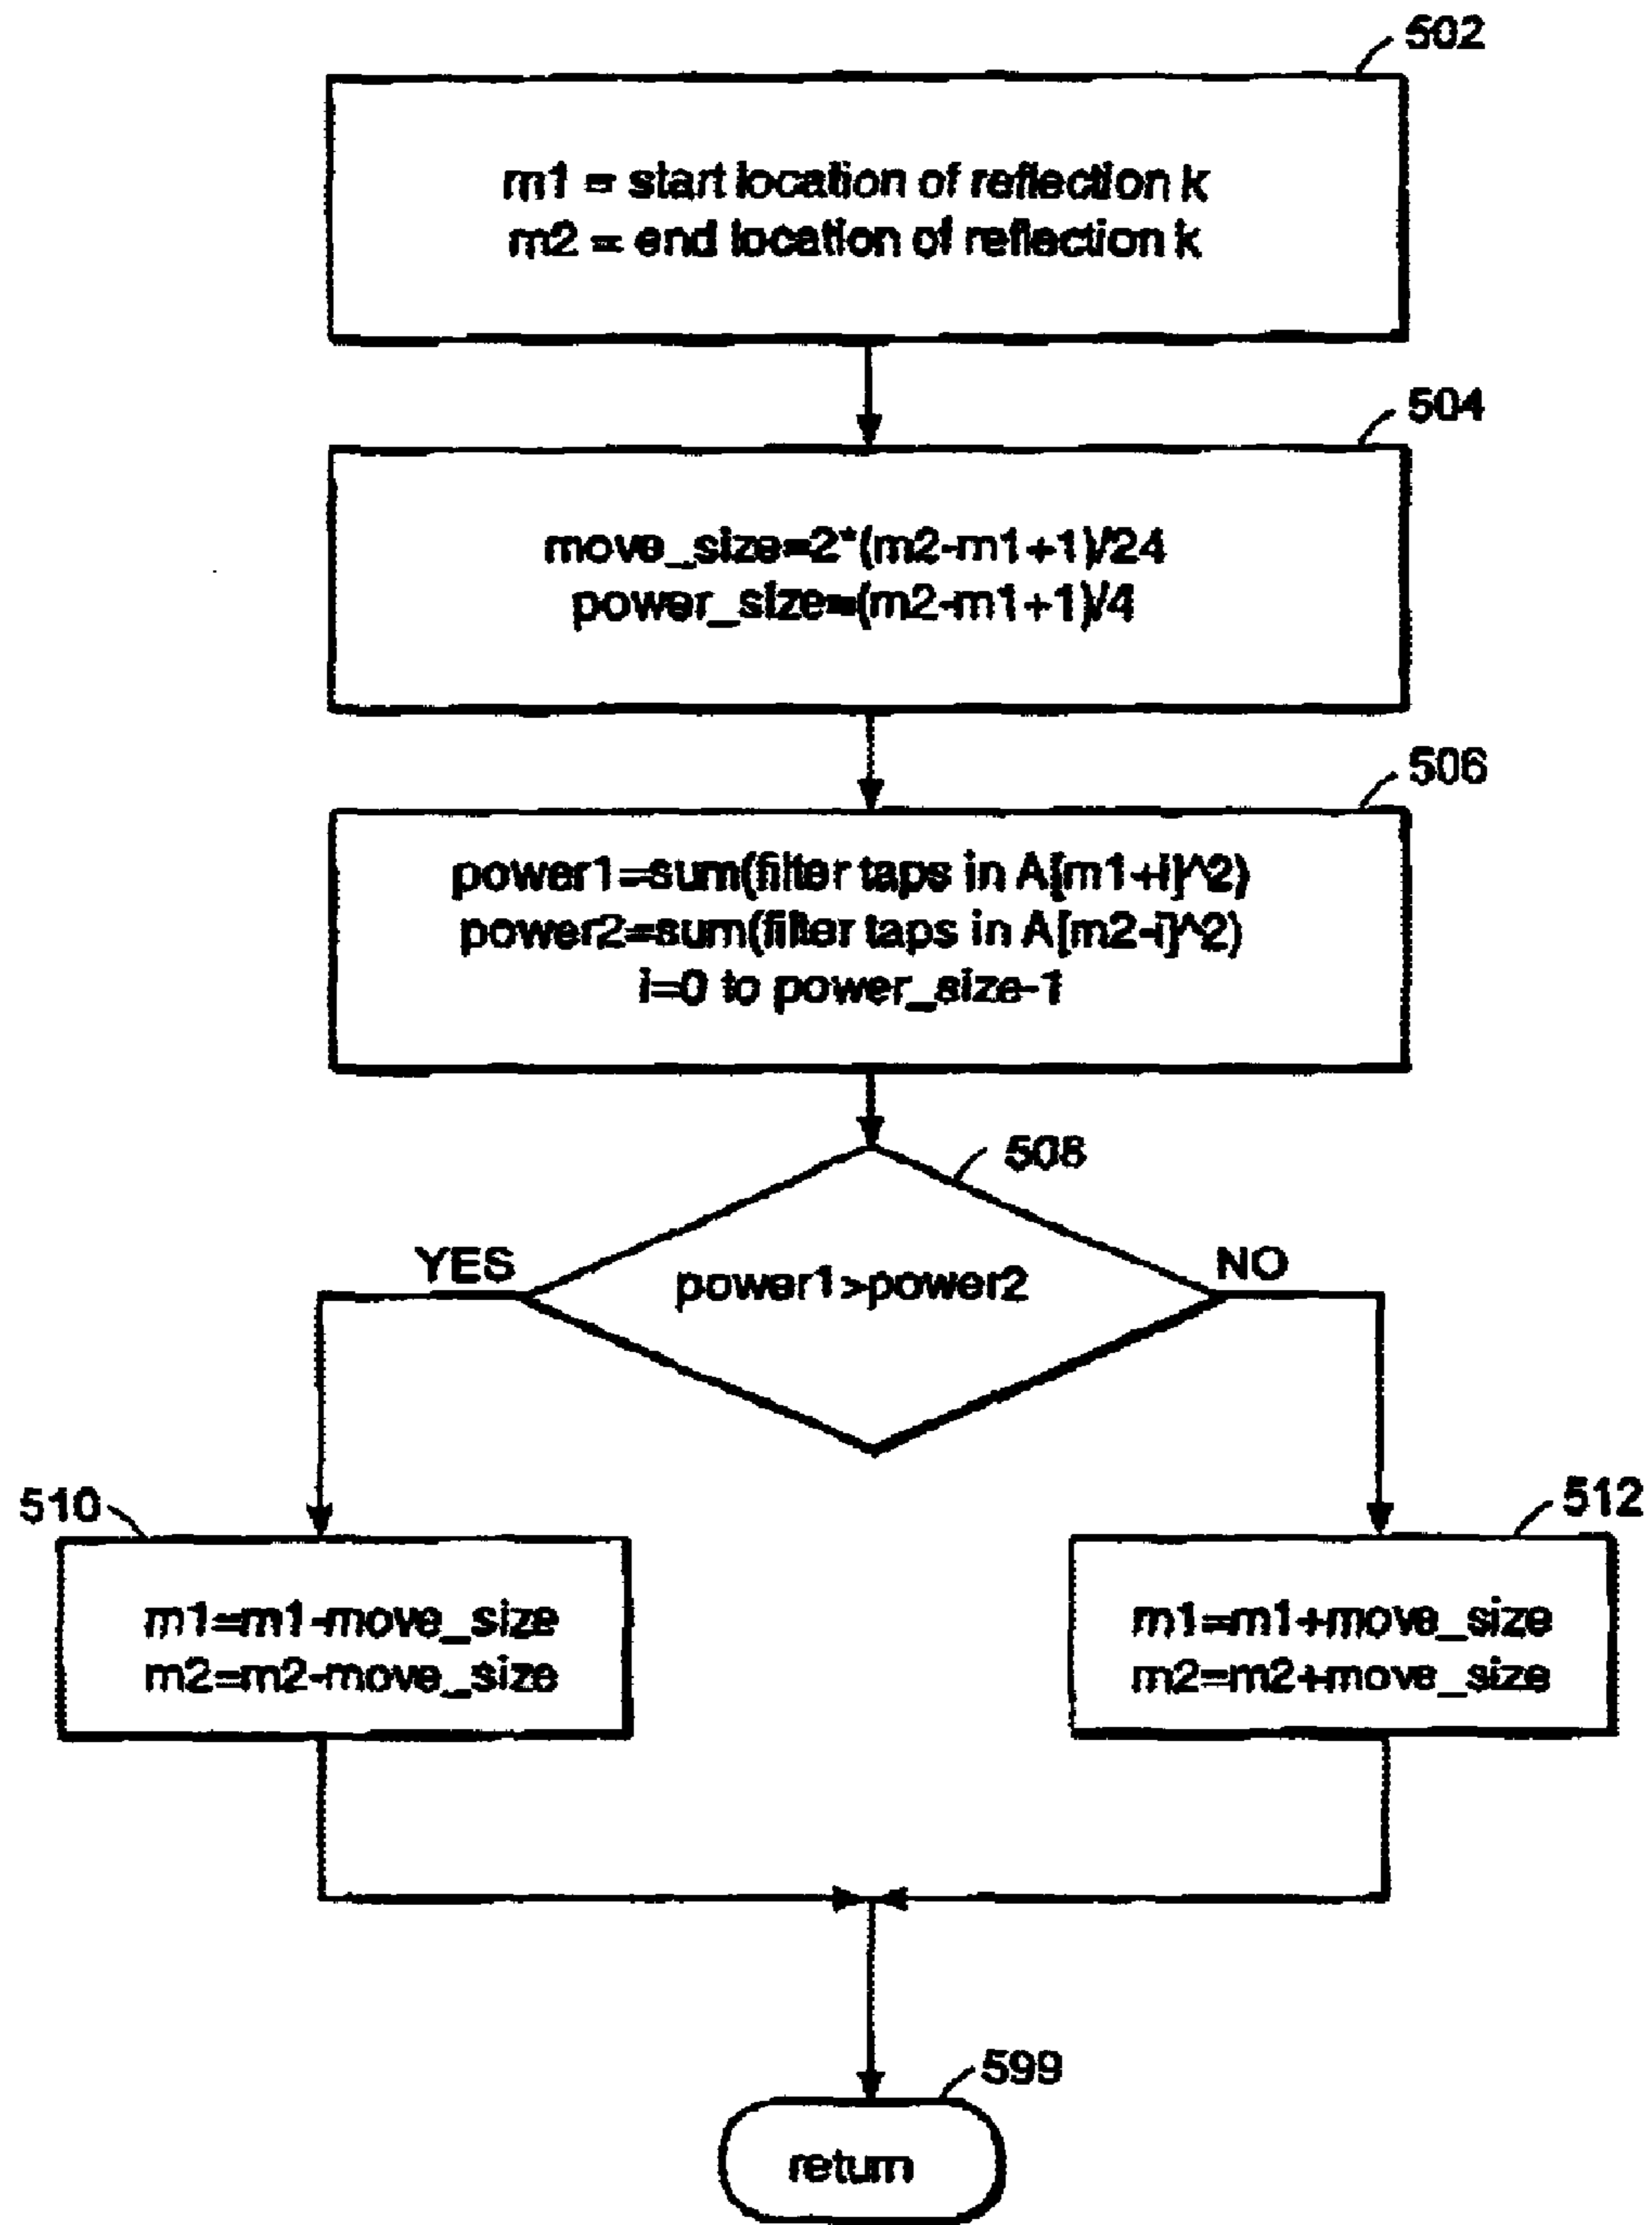 502
m1 = start location of reflection k
m2 = end location of reflection k
504
move_size=2*(m2-m1+1)/24
power_size=(m2-m1+1)/4
506
power1=sum(filter taps in A[m1+i]^2)
power2=sum(filter taps in A[m2-i]^2)
i=0 to power_size-1
508
YES
power1>power2
NO
510
m1=m1-move_size
m2=m2-move_size
512
m1=m1+move_size
m2=m2+move_size
599
return